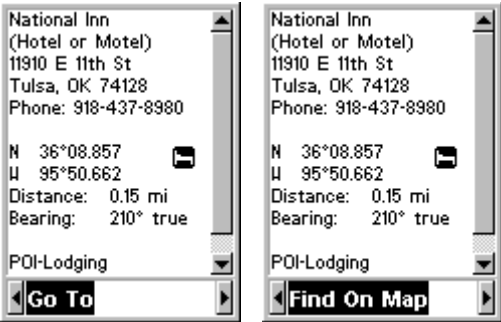 National Inn
(Hotel or Motel)
11910 E 11th St
Tulsa, OK 74128
Phone: 918-437-8980
N 36°08.857
W 95°50.662
Distance: 0.15 mi
Bearing: 210° true
POI-Lodging
Go To
National Inn
(Hotel or Motel)
11910 E 11th St
Tulsa, OK 74128
Phone: 918-437-8980
N 36°08.857
W 95°50.662
Distance: 0.15 mi
Bearing: 210° true
POI-Lodging
Find On Map